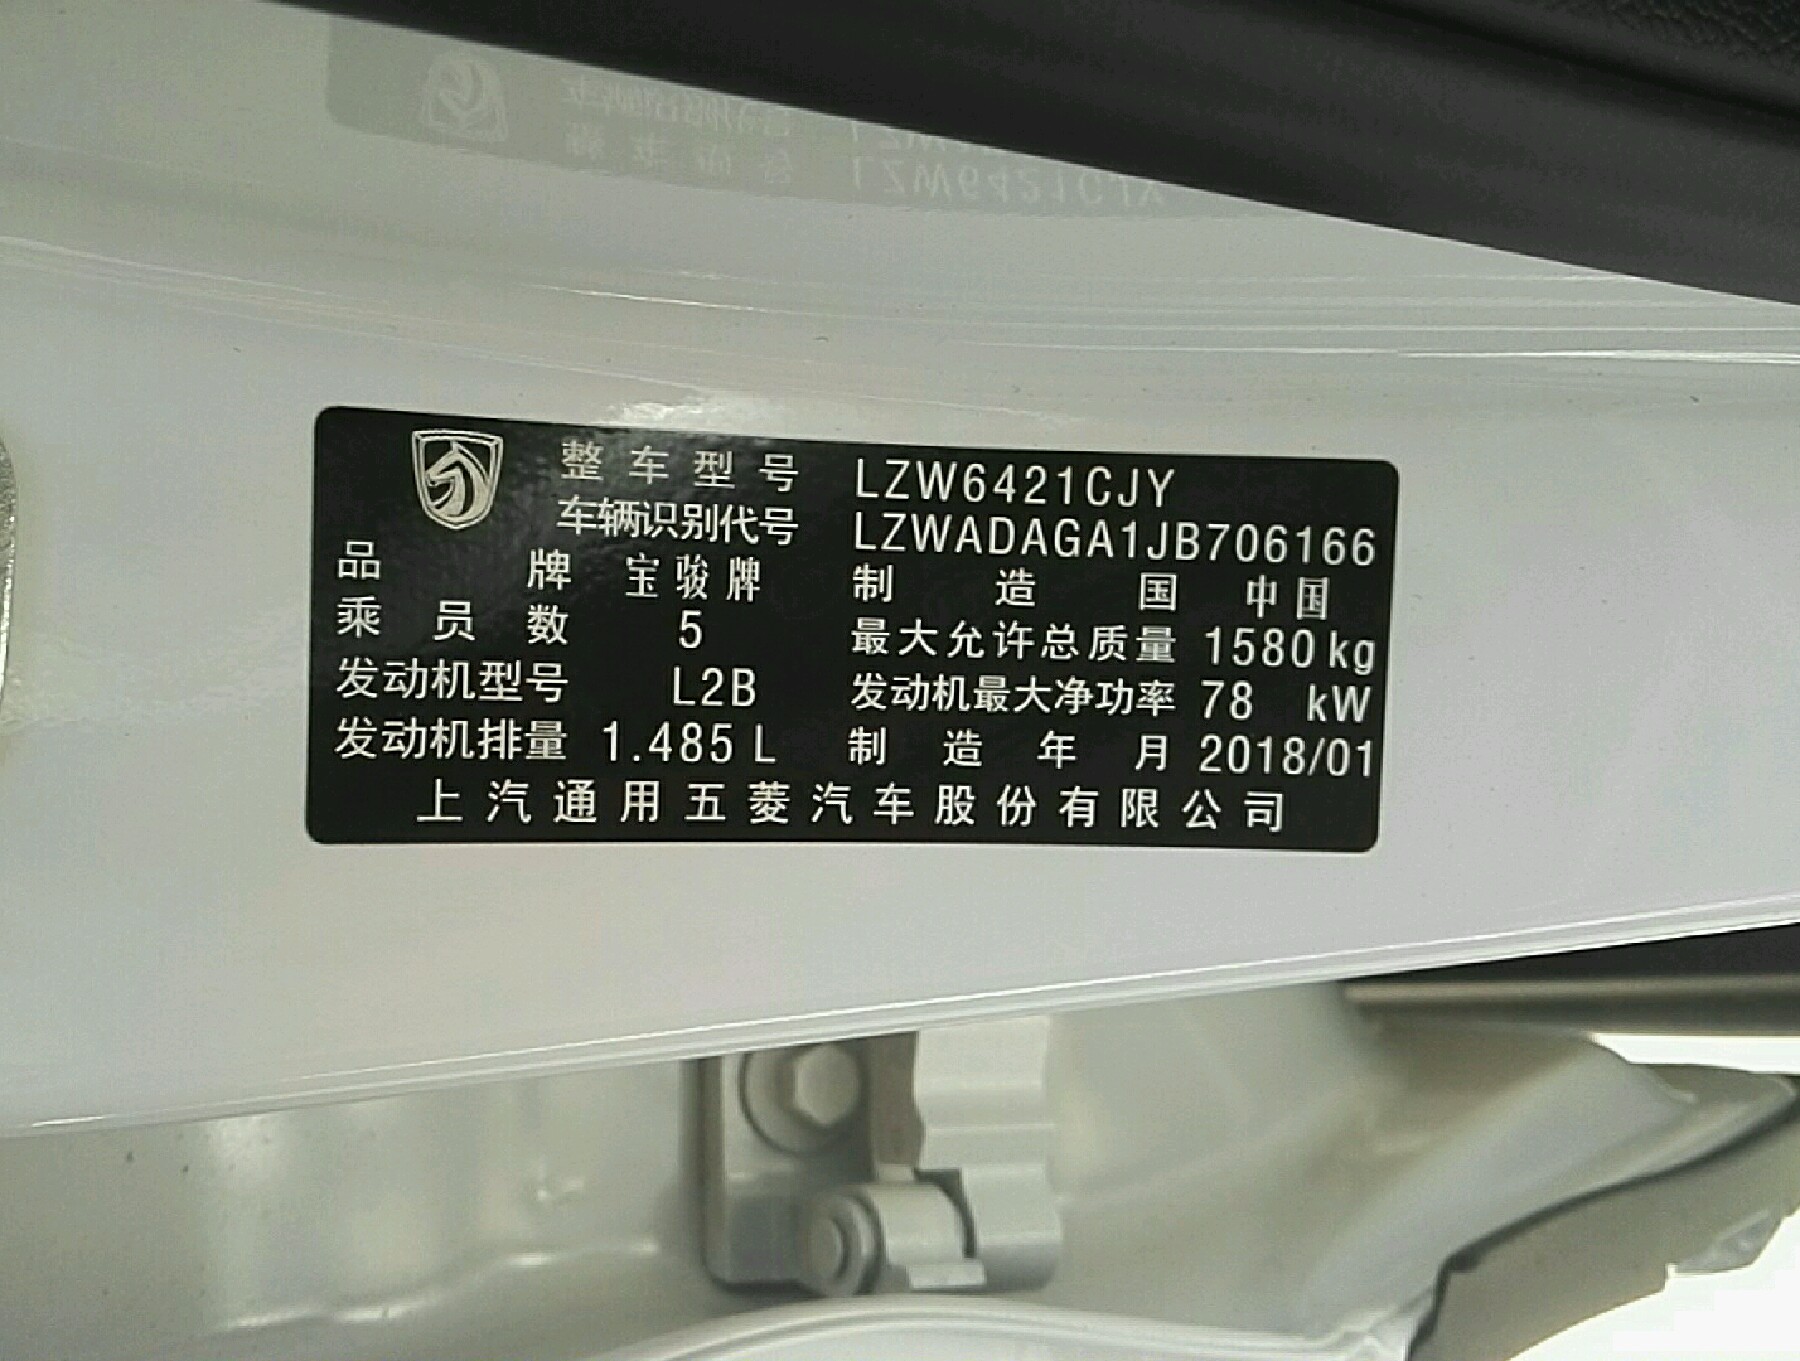 整车型号 LZW6421CJY
车辆识别代号 LZWADAGA1JB706166
品牌 宝骏牌 制造国 中国
乘员数 5 最大允许总质量 1580kg
发动机型号 L2B 发动机最大净功率 78 kW
发动机排量 1.485 L 制造年月 2018/01
上汽通用五菱汽车股份有限公司